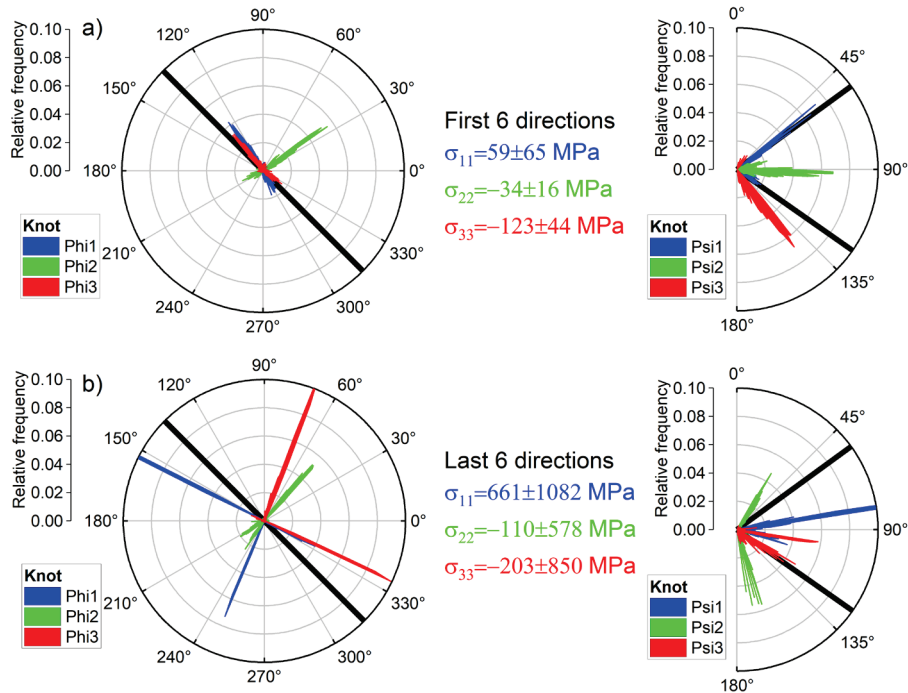 a)
Relative frequency
0.10
0.08
0.06
0.04
0.02
0.00
90°
120°
60°
150°
30°
180°
0°
210°
330°
240°
300°
270°
Knot
Phi1
Phi2
Phi3
First 6 directions
σ₁₁=59±65 MPa
σ₂₂=−34±16 MPa
σ₃₃=−123±44 MPa
Relative frequency
0.10
0.08
0.06
0.04
0.02
0.00
0°
45°
90°
135°
180°
Knot
Psi1
Psi2
Psi3
b)
Relative frequency
0.10
0.08
0.06
0.04
0.02
0.00
90°
120°
60°
150°
30°
180°
0°
210°
330°
240°
300°
270°
Knot
Phi1
Phi2
Phi3
Last 6 directions
σ₁₁=661±1082 MPa
σ₂₂=−110±578 MPa
σ₃₃=−203±850 MPa
Relative frequency
0.10
0.08
0.06
0.04
0.02
0.00
0°
45°
90°
135°
180°
Knot
Psi1
Psi2
Psi3